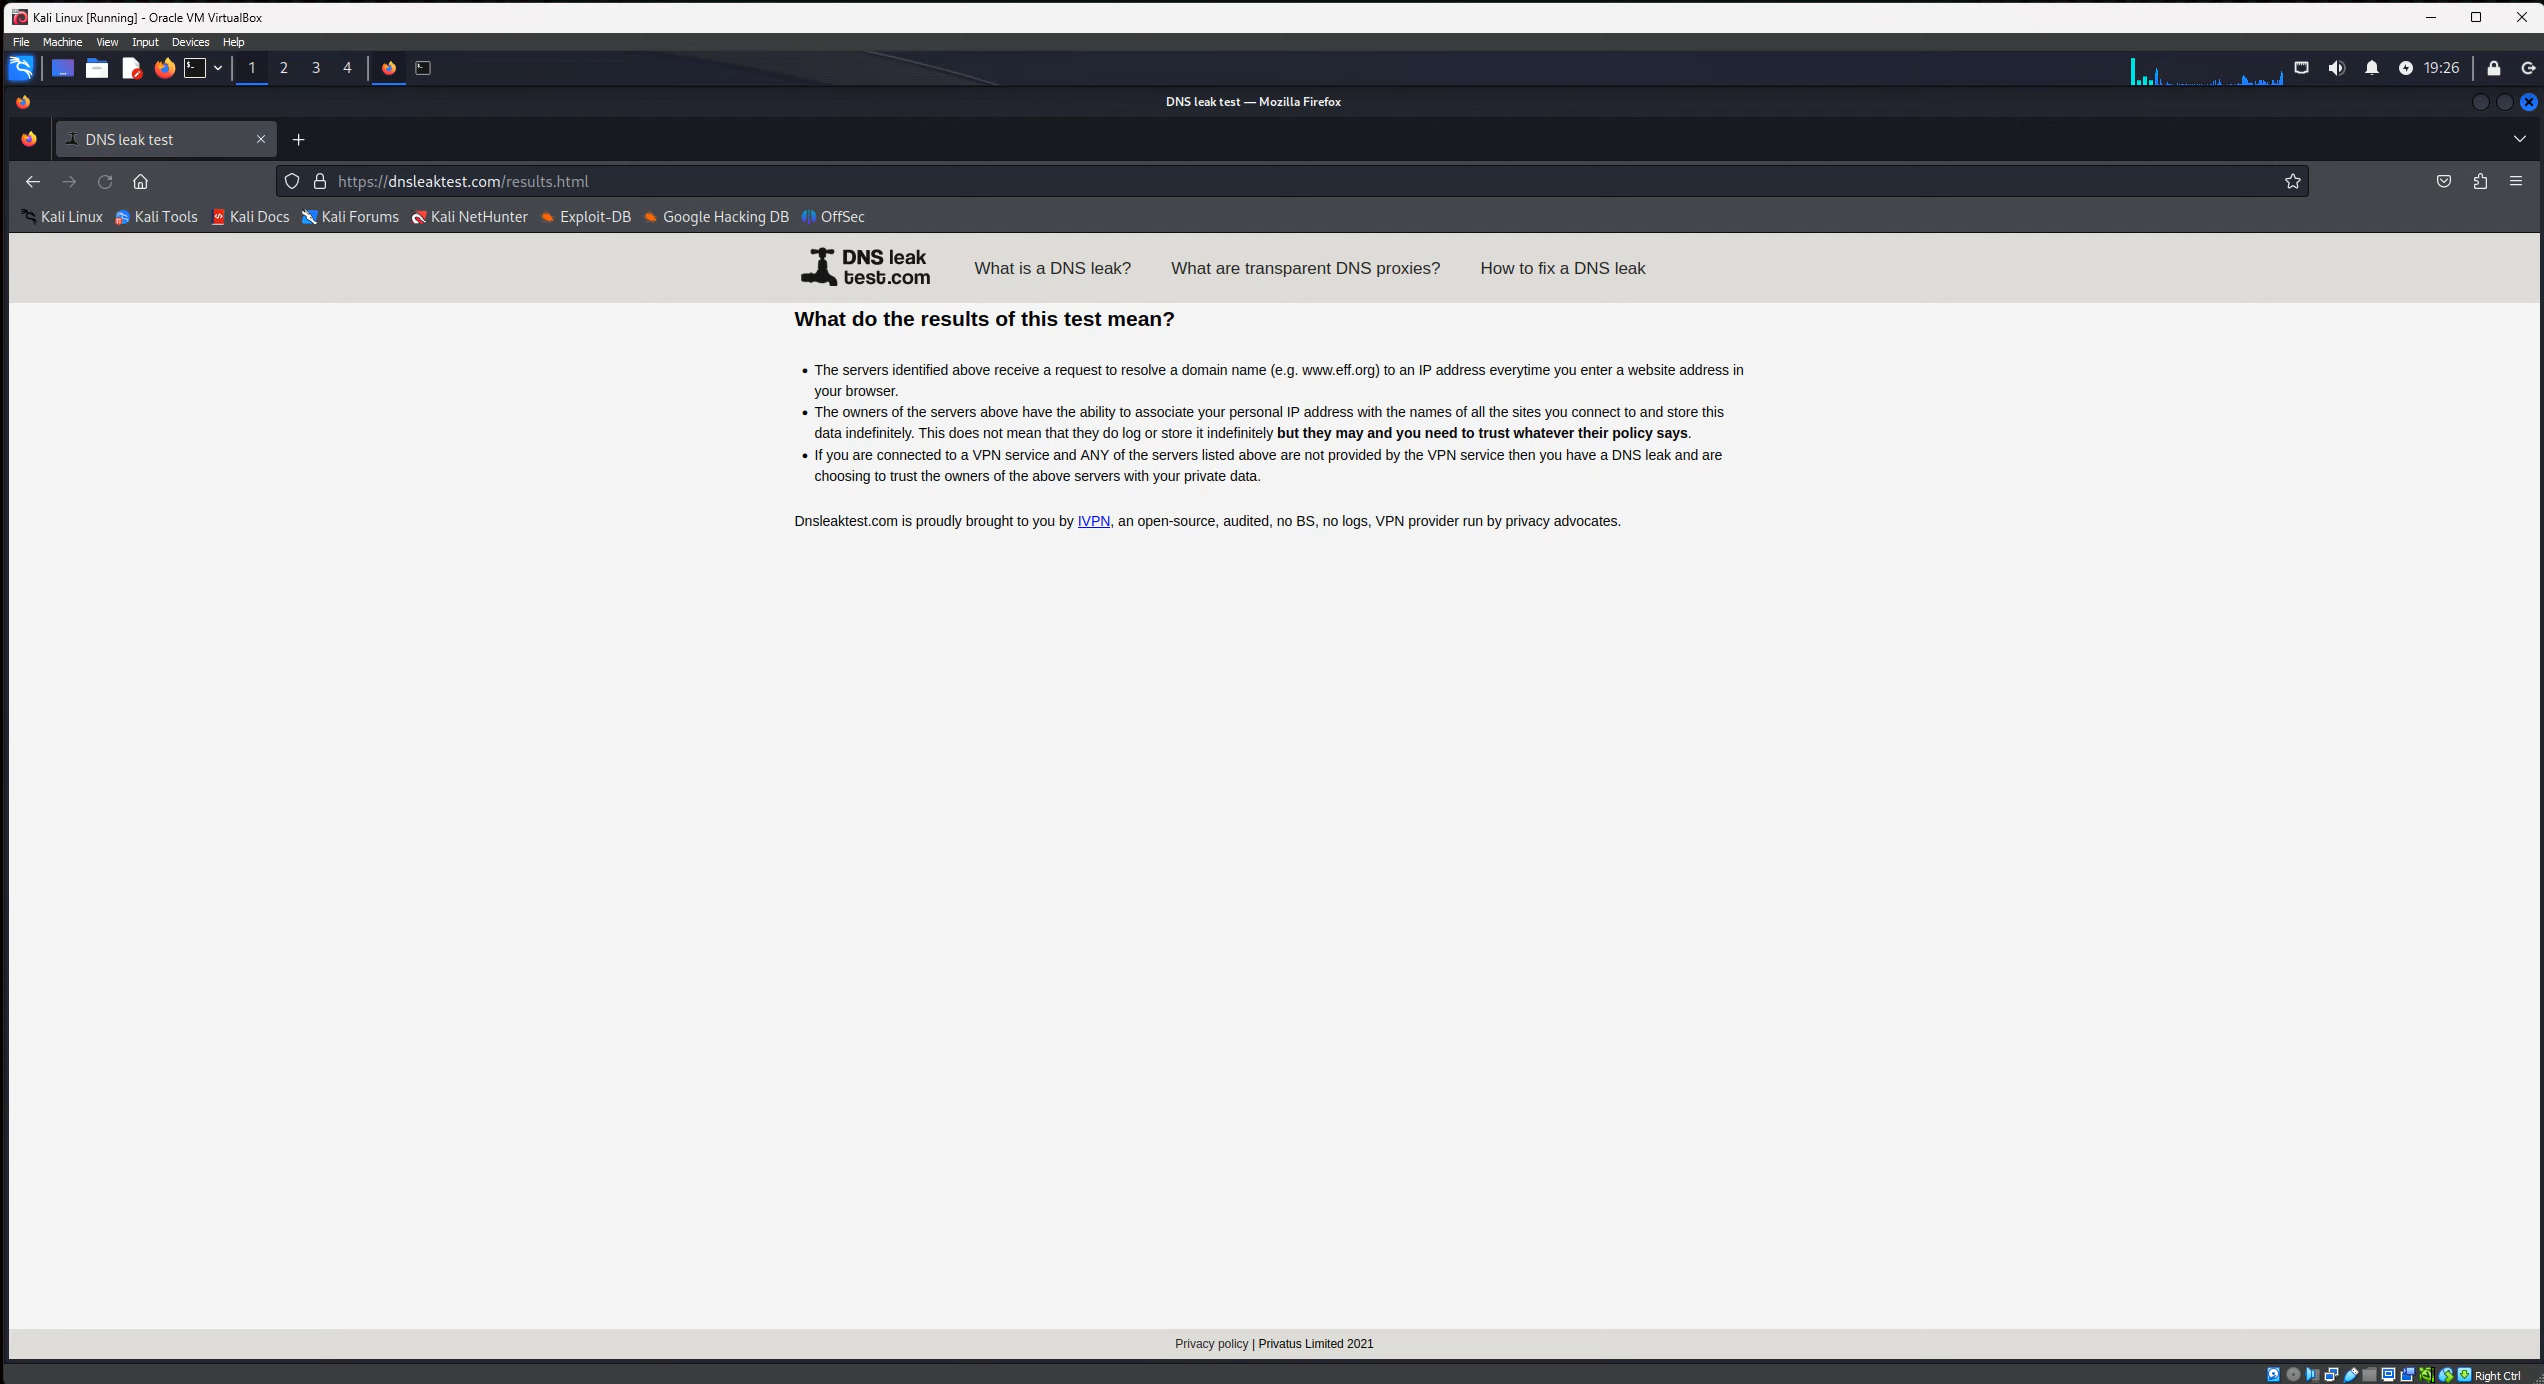 Kali Linux [Running] - Oracle VM VirtualBox
File Machine View Input Devices Help
1 2 3 4 19:26
DNS leak test — Mozilla Firefox
DNS leak test
https://dnsleaktest.com/results.html
Kali Linux Kali Tools Kali Docs Kali Forums Kali NetHunter Exploit-DB Google Hacking DB OffSec
DNS leak
test.com
What is a DNS leak? What are transparent DNS proxies? How to fix a DNS leak
What do the results of this test mean?
• The servers identified above receive a request to resolve a domain name (e.g. www.eff.org) to an IP address everytime you enter a website address in
your browser.
• The owners of the servers above have the ability to associate your personal IP address with the names of all the sites you connect to and store this
data indefinitely. This does not mean that they do log or store it indefinitely but they may and you need to trust whatever their policy says.
• If you are connected to a VPN service and ANY of the servers listed above are not provided by the VPN service then you have a DNS leak and are
choosing to trust the owners of the above servers with your private data.
Dnsleaktest.com is proudly brought to you by IVPN, an open-source, audited, no BS, no logs, VPN provider run by privacy advocates.
Privacy policy | Privatus Limited 2021
Right Ctrl